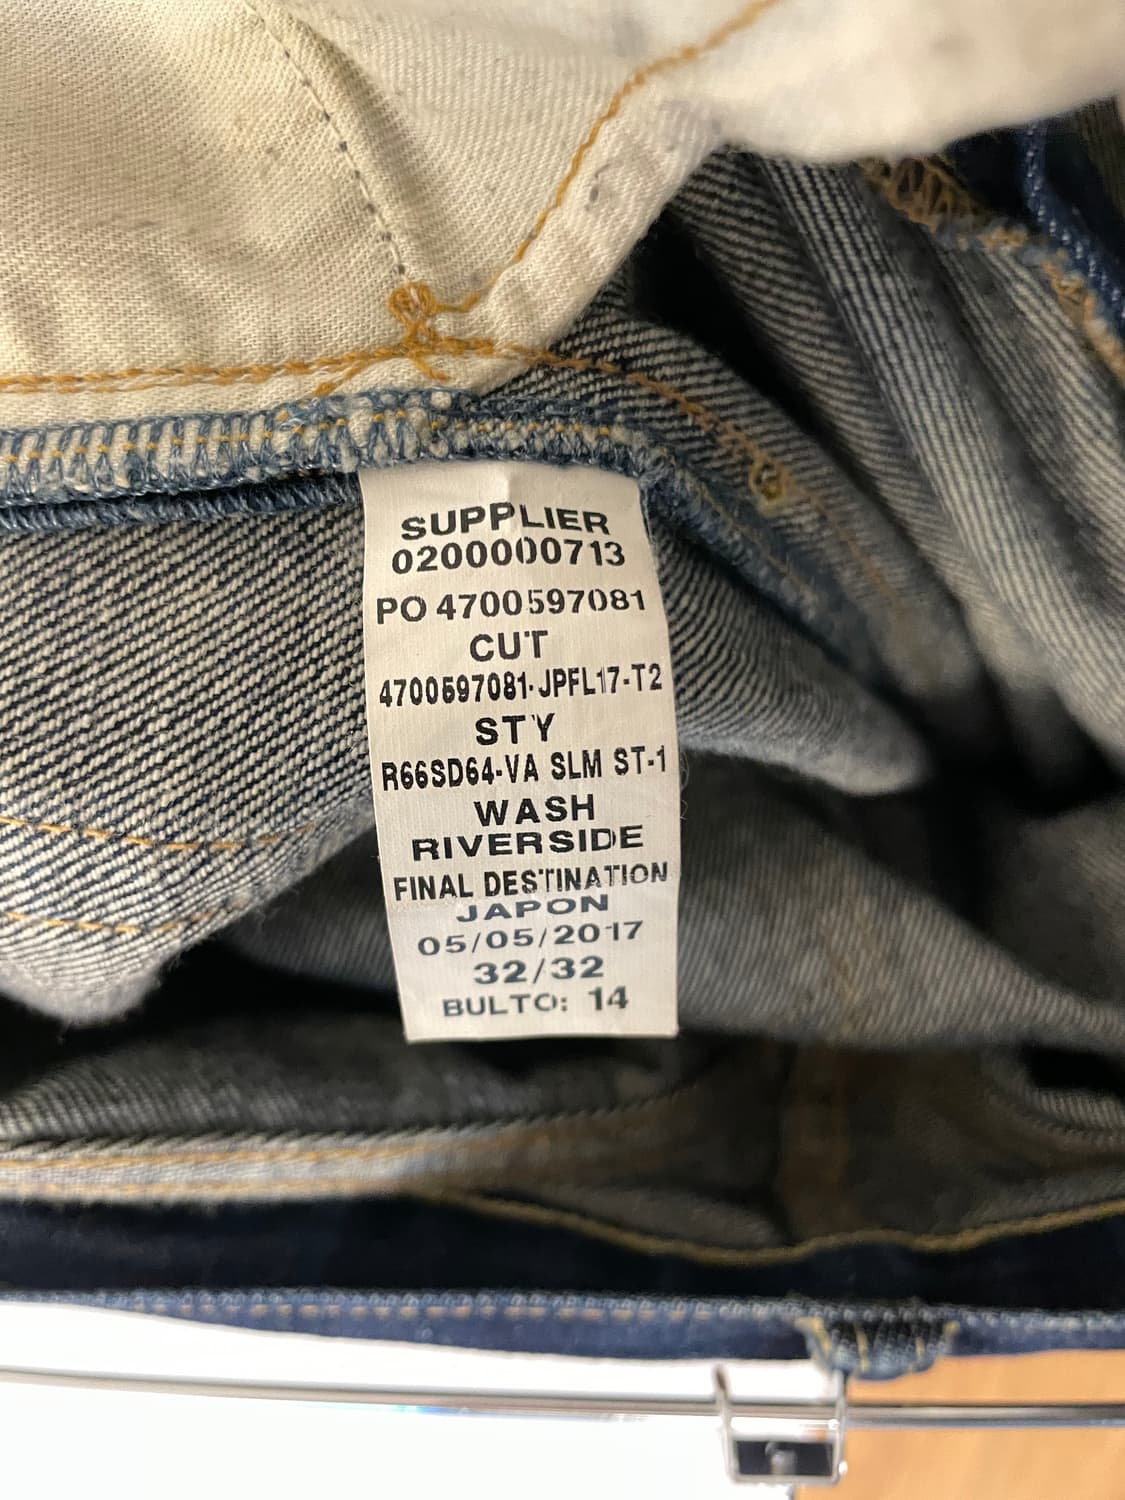 SUPPLIER
0200000713
PO 4700597081
CUT
4700597081-JPFL17-T2
STY
R66SD64-VA SLM ST-1
WASH
RIVERSIDE
FINAL DESTINATION
JAPON
05/05/2017
32/32
BULTO: 14